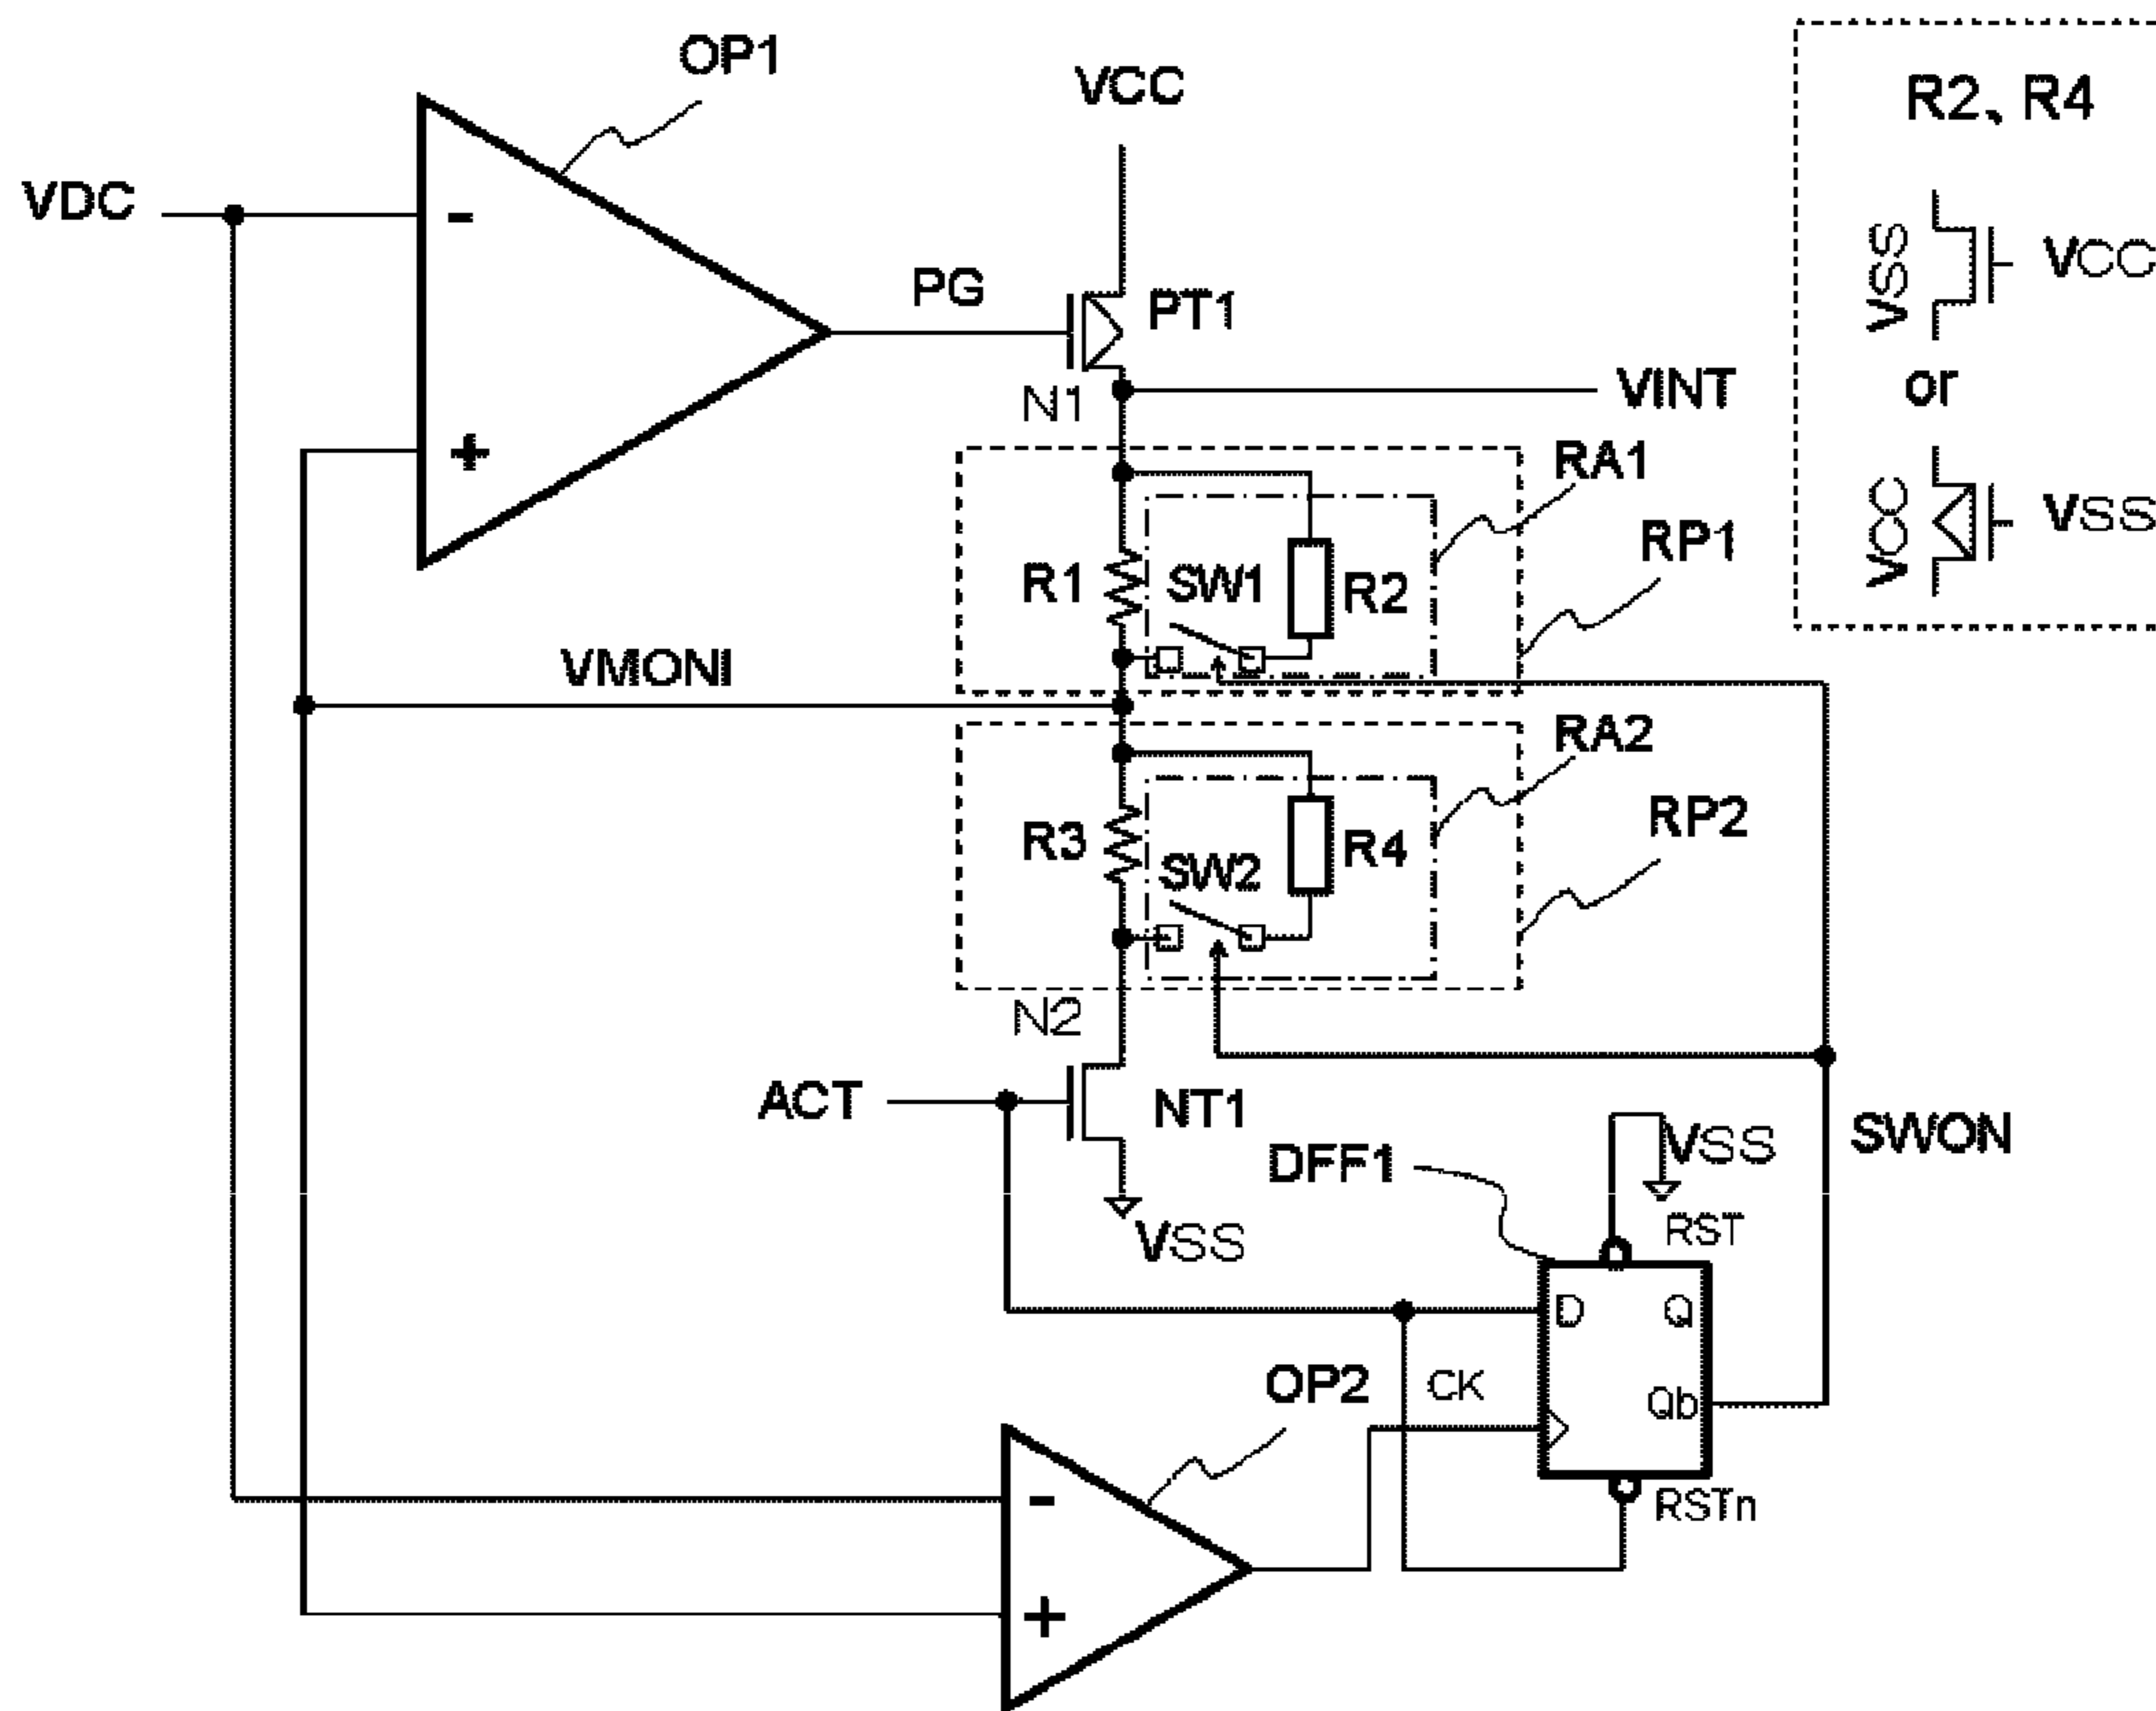 OP1
VCC
VDC
-
PG
PT1
N1
VINT
+
RA1
RP1
R1
SW1
R2
VMONI
RA2
RP2
R3
SW2
R4
N2
ACT
NT1
VSS
DFF1
VSS
RST
SWON
D
Q
CK
Qb
RSTn
OP2
-
+
R2、R4
VSS
VCC
or
VCC
VSS